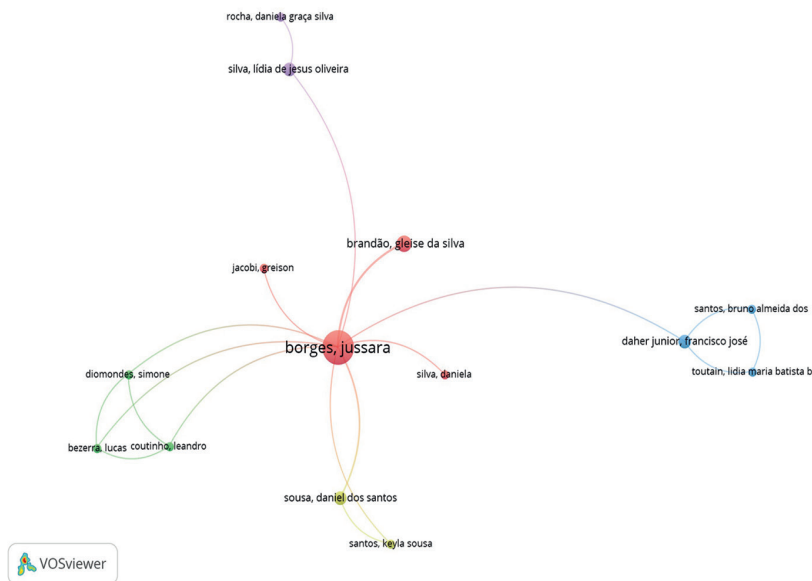 rocha, daniela graça silva
silva, lídia de jesus oliveira
brandão, gleise da silva
jacobi, greison
santos, bruno almeida dos
daher junior, francisco josé
borges, jussara
toutain, lidia maria batista b
diomondes, simone
silva, daniela
bezerra, lucas
coutinho, leandro
sousa, daniel dos santos
santos, keyla sousa
VOSviewer